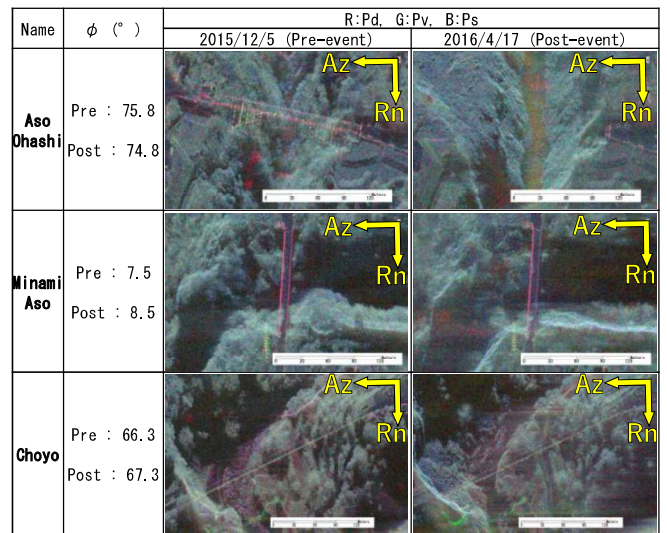 Name
φ (°)
R:Pd, G:Pv, B:Ps
2015/12/5 (Pre-event)
2016/4/17 (Post-event)
Aso
Ohashi
Pre : 75.8
Post : 74.8
Az
Rn
Az
Rn
Minami
Aso
Pre : 7.5
Post : 8.5
Az
Rn
Az
Rn
Choyo
Pre : 66.3
Post : 67.3
Az
Rn
Az
Rn